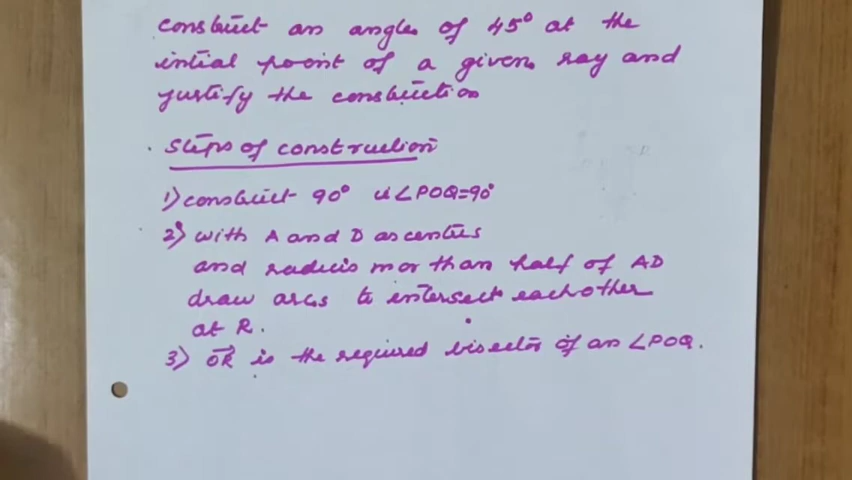 construct an angle of 45° at the
initial point of a given ray and
justify the construction
Steps of construction
1) construct 90° is ∠POQ=90°
2) with A and D as centres
and radius mor than half of AD
draw arcs to intersect each other
at R.
3) OR is the required bisector of an ∠POQ.